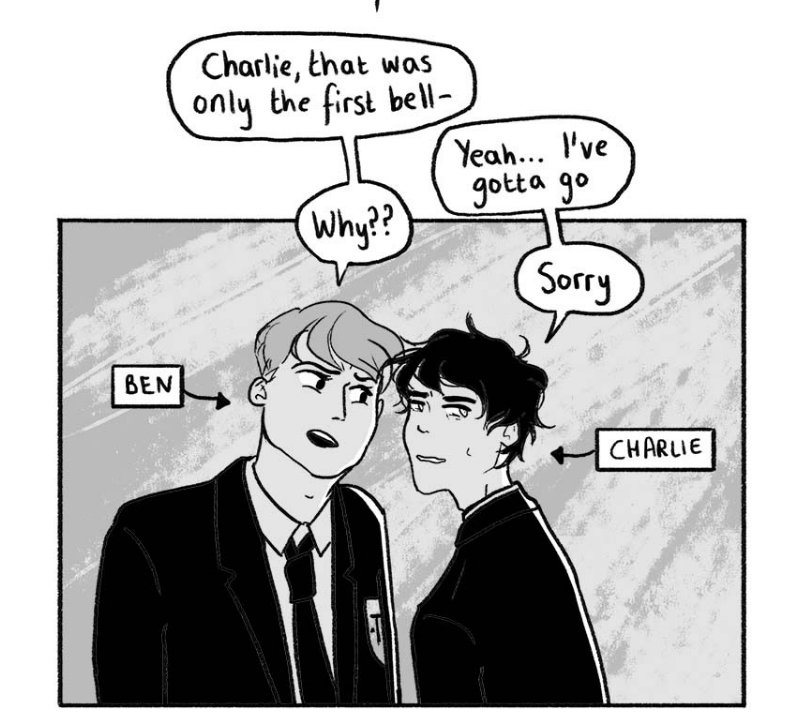 Charlie, that was
only the first bell-
Why??
Yeah... I've
gotta go
Sorry
BEN
CHARLIE